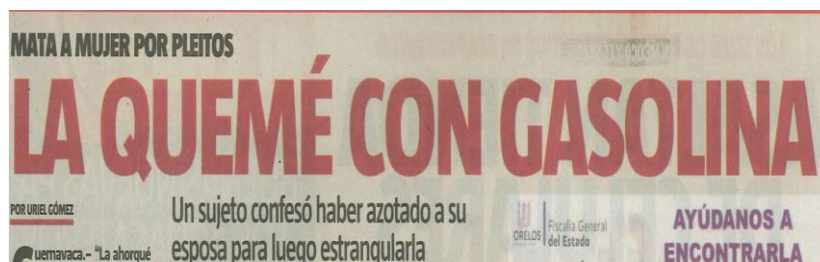 MATA A MUJER POR PLEITOS
LA QUEMÉ CON GASOLINA
POR URIEL GÓMEZ
Cuernavaca.– "La ahorqué
Un sujeto confesó haber azotado a su
esposa para luego estrangularla
ORELOS
Fiscalía General
del Estado
AYÚDANOS A
ENCONTRARLA